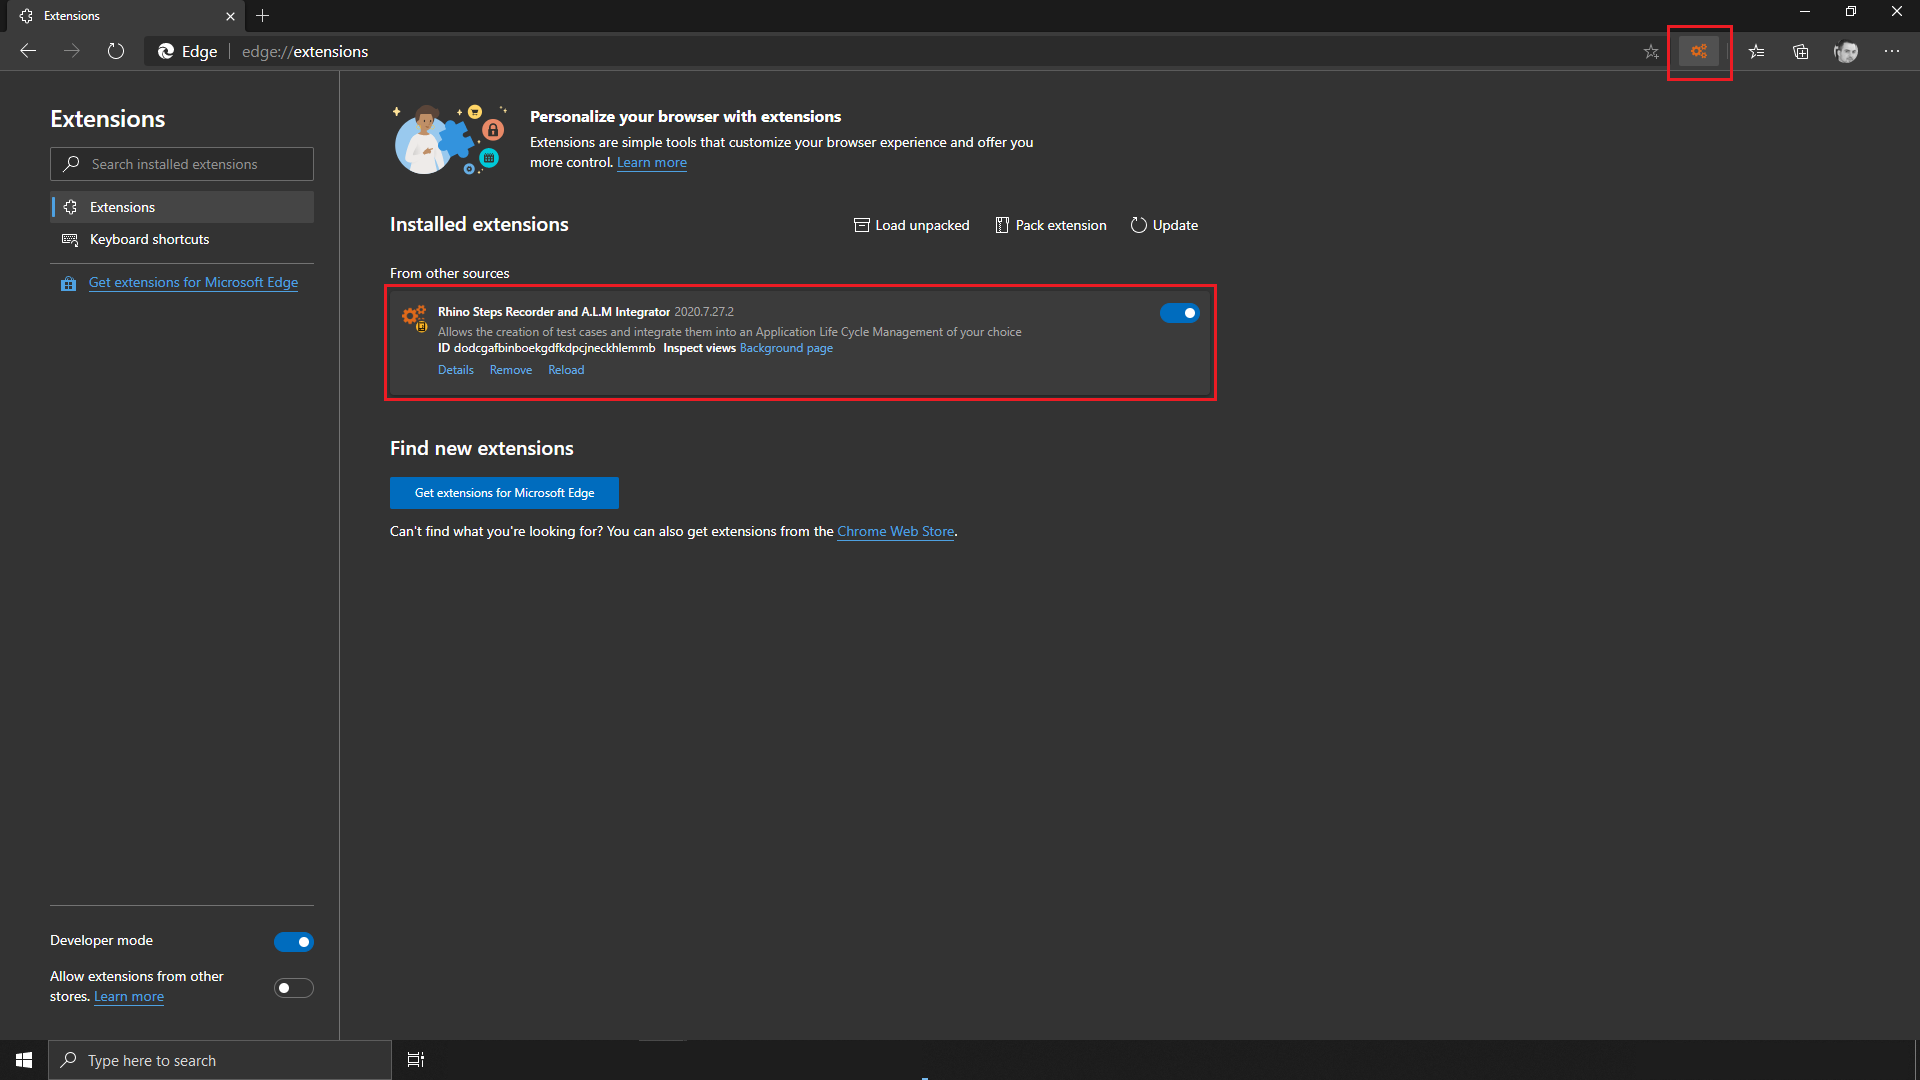 Extensions
Edge edge://extensions
Extensions
Search installed extensions
Extensions
Keyboard shortcuts
Get extensions for Microsoft Edge
Personalize your browser with extensions
Extensions are simple tools that customize your browser experience and offer you
more control. Learn more
Installed extensions
Load unpacked Pack extension Update
From other sources
Rhino Steps Recorder and A.L.M Integrator 2020.7.27.2
Allows the creation of test cases and integrate them into an Application Life Cycle Management of your choice
ID dodcgafbinboekgdfkdpcjneckhlemmb Inspect views Background page
Details Remove Reload
Find new extensions
Get extensions for Microsoft Edge
Can't find what you're looking for? You can also get extensions from the Chrome Web Store.
Developer mode
Allow extensions from other
stores. Learn more
Type here to search